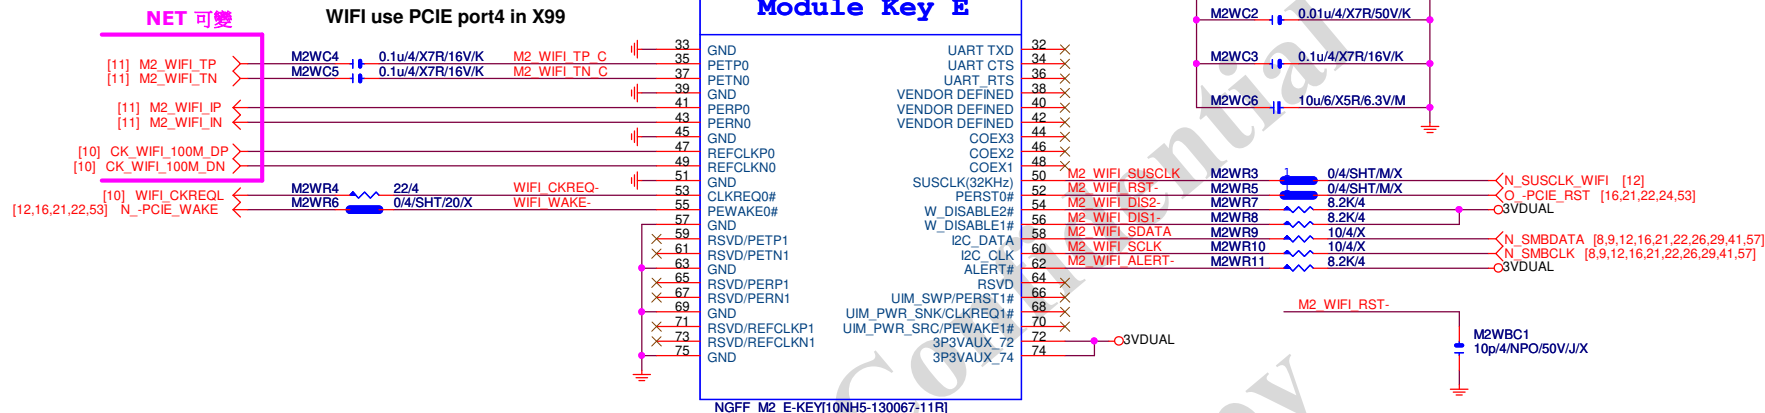 NET 可變
WIFI use PCIE port4 in X99
Module Key E
M2WC2 0.01u/4/X7R/50V/K
M2WC3 0.1u/4/X7R/16V/K
M2WC6 10u/6/X5R/6.3V/M
[11] M2_WIFI_TP M2WC4 0.1u/4/X7R/16V/K M2_WIFI_TP_C
[11] M2_WIFI_TN M2WC5 0.1u/4/X7R/16V/K M2_WIFI_TN_C
[11] M2_WIFI_IP
[11] M2_WIFI_IN
[10] CK_WIFI_100M_DP
[10] CK_WIFI_100M_DN
[10] WIFI_CKREQL M2WR4 22/4 WIFI_CKREQ-
[12,16,21,22,53] N_-PCIE_WAKE M2WR6 0/4/SHT/20/X WIFI_WAKE-
33 GND
35 PETP0
37 PETN0
39 GND
41 PERP0
43 PERN0
45 GND
47 REFCLKP0
49 REFCLKN0
51 GND
53 CLKREQ0#
55 PEWAKE0#
57 GND
59 RSVD/PETP1
61 RSVD/PETN1
63 GND
65 RSVD/PERP1
67 RSVD/PERN1
69 GND
71 RSVD/REFCLKP1
73 RSVD/REFCLKN1
75 GND
UART TXD 32
UART CTS 34
UART_RTS 36
VENDOR DEFINED 38
VENDOR DEFINED 40
VENDOR DEFINED 42
COEX3 44
COEX2 46
COEX1 48
SUSCLK(32KHz) 50
PERST0# 52
W_DISABLE2# 54
W_DISABLE1# 56
I2C_DATA 58
I2C_CLK 60
ALERT# 62
RSVD 64
UIM_SWP/PERST1# 66
UIM_PWR_SNK/CLKREQ1# 68
UIM_PWR_SRC/PEWAKE1# 70
3P3VAUX_72 72
3P3VAUX_74 74
3VDUAL
M2_WIFI_SUSCLK M2WR3 1 0/4/SHT/M/X N_SUSCLK_WIFI [12]
M2_WIFI_RST- M2WR5 0/4/SHT/M/X O_-PCIE_RST [16,21,22,24,53]
M2_WIFI_DIS2- M2WR7 8.2K/4 3VDUAL
M2_WIFI_DIS1- M2WR8 8.2K/4
M2_WIFI_SDATA M2WR9 10/4/X N_SMBDATA [8,9,12,16,21,22,26,29,41,57]
M2_WIFI_SCLK M2WR10 10/4/X N_SMBCLK [8,9,12,16,21,22,26,29,41,57]
M2_WIFI_ALERT- M2WR11 8.2K/4 3VDUAL
M2_WIFI_RST-
M2WBC1
10p/4/NPO/50V/J/X
NGFF_M2_E-KEY[10NH5-130067-11R]
Confidential